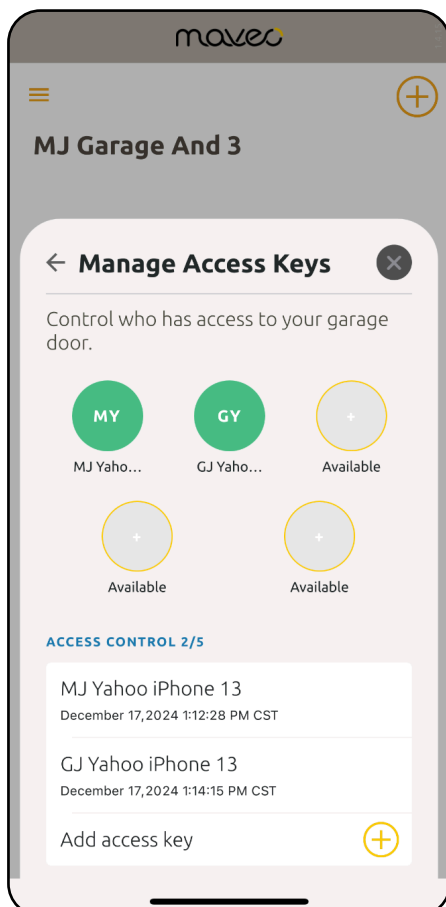 maveo
MJ Garage And 3
Manage Access Keys
Control who has access to your garage
door.
MY
GY
+
MJ Yaho...
GJ Yaho...
Available
+
+
Available
Available
ACCESS CONTROL 2/5
MJ Yahoo iPhone 13
December 17, 2024 1:12:28 PM CST
GJ Yahoo iPhone 13
December 17, 2024 1:14:15 PM CST
Add access key